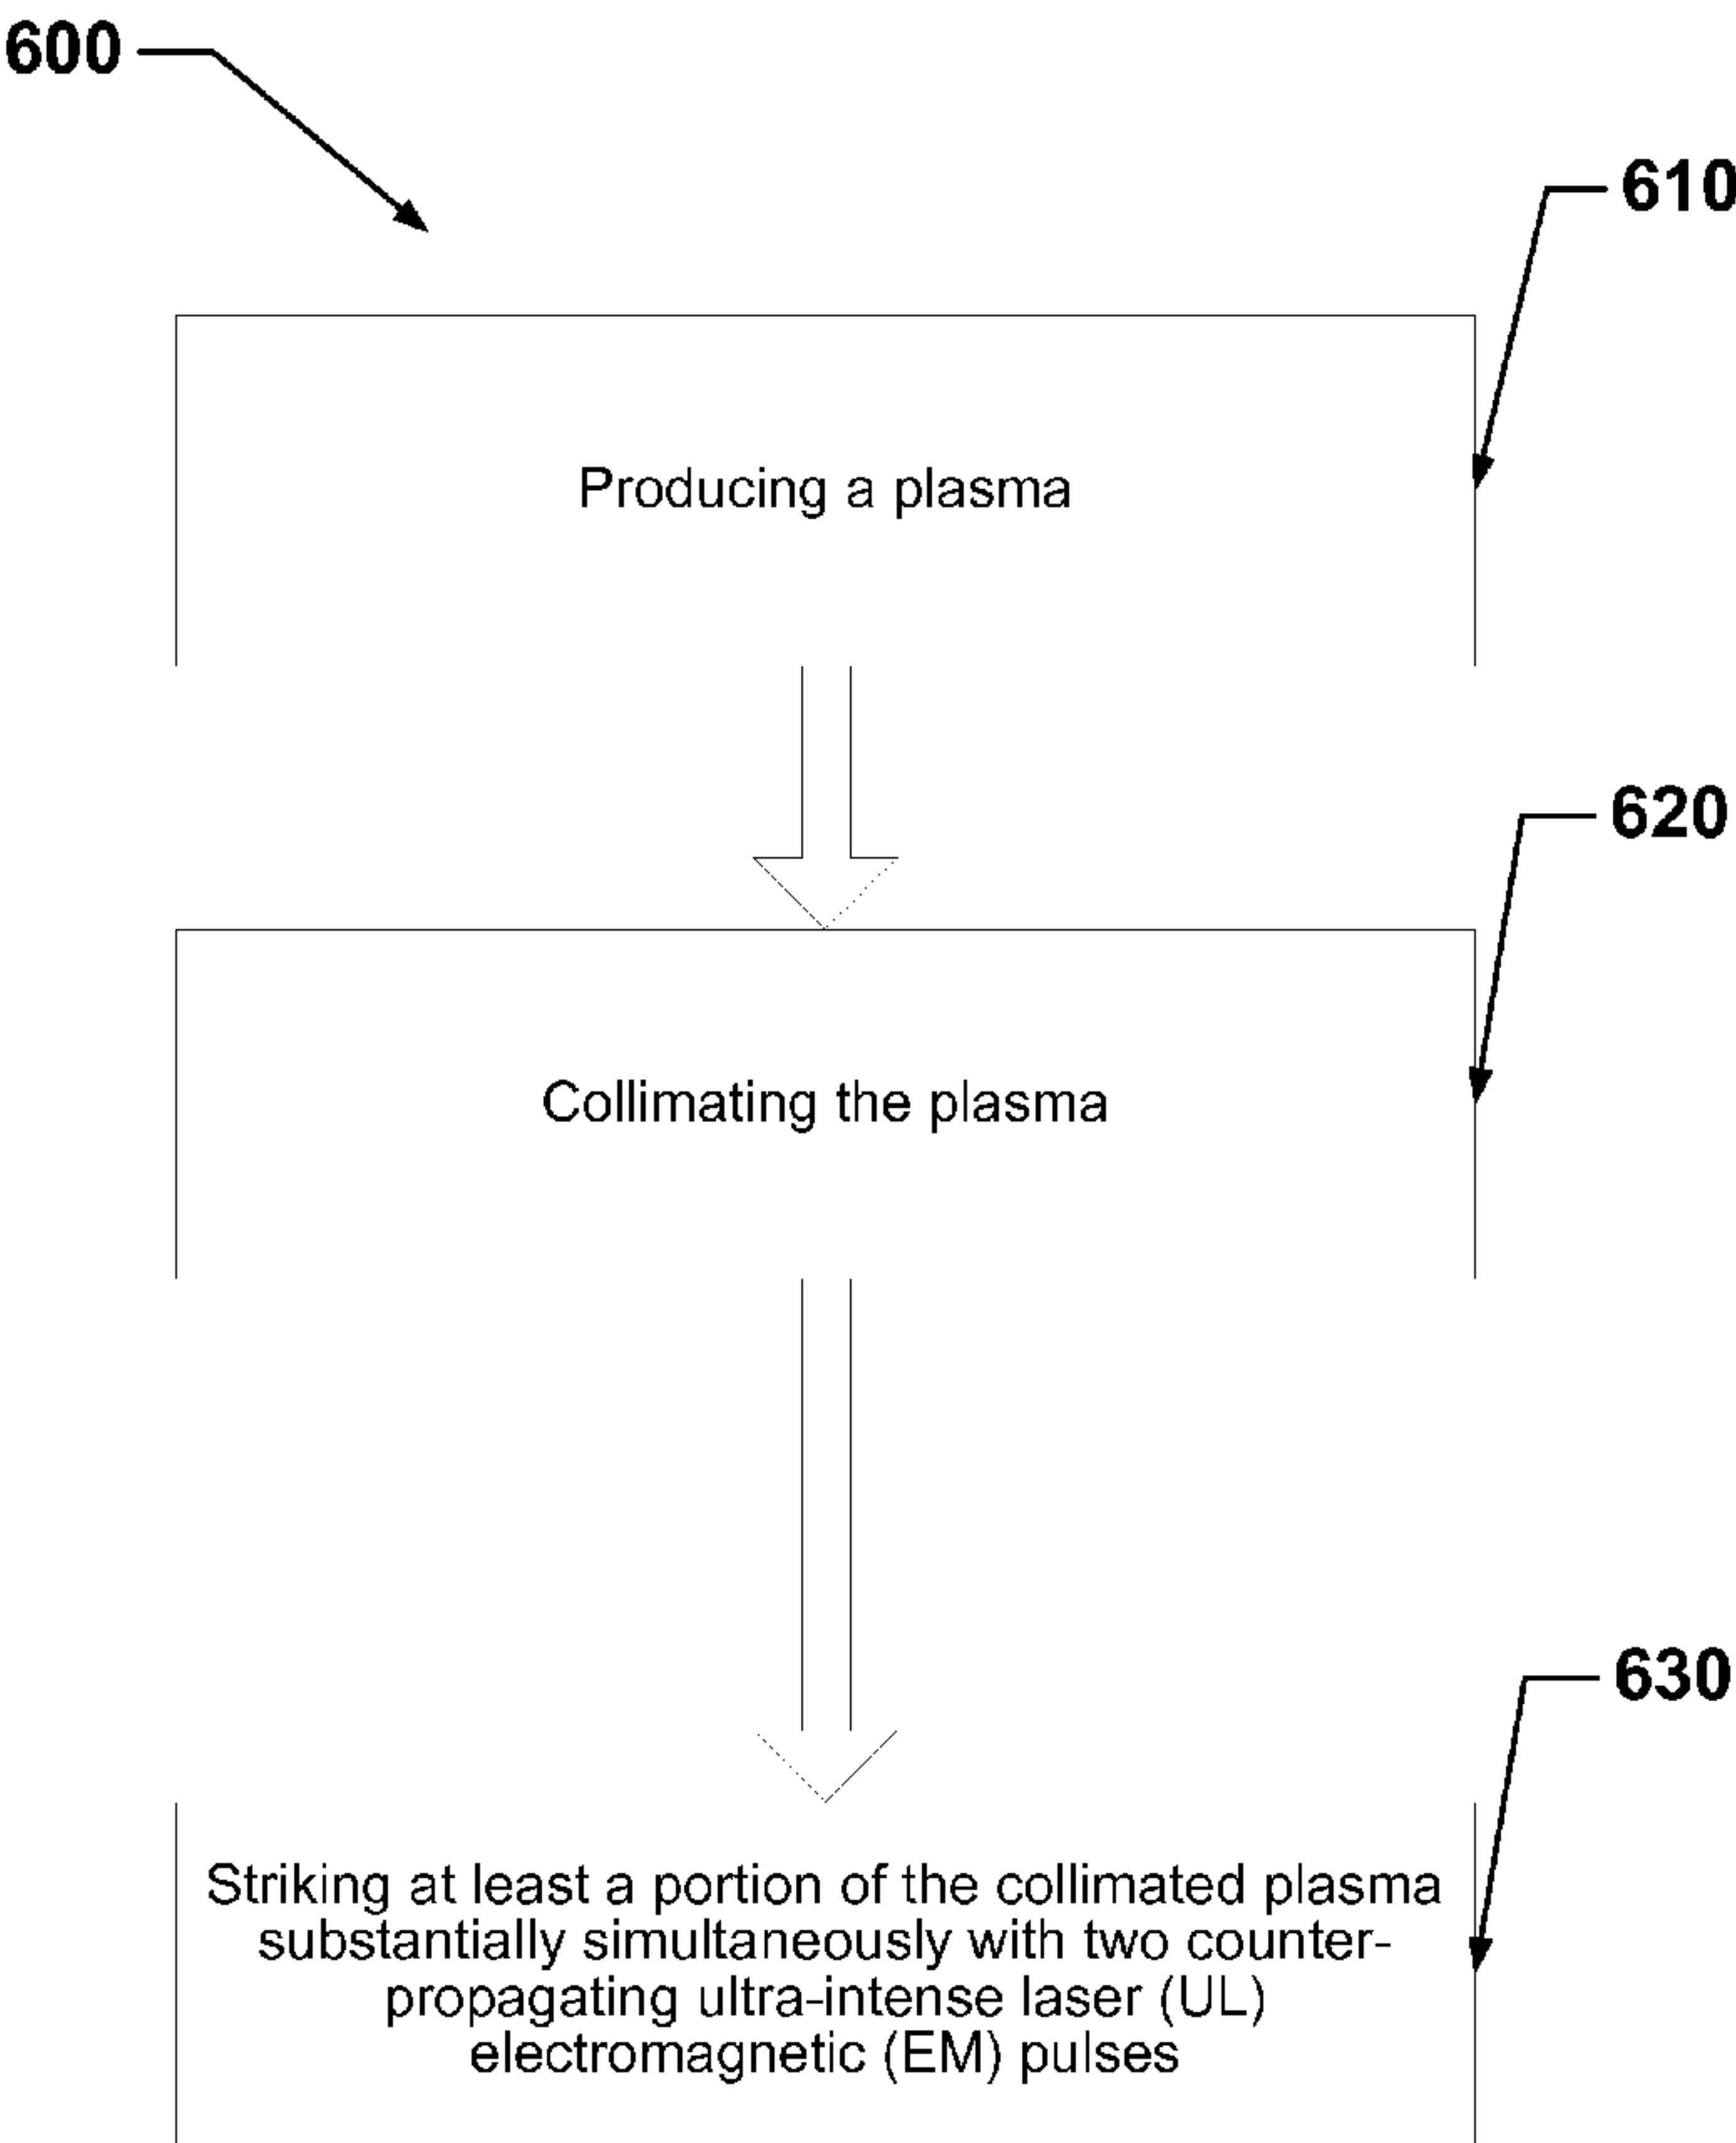 600
610
Producing a plasma
620
Collimating the plasma
630
Striking at least a portion of the collimated plasma
substantially simultaneously with two counter-
propagating ultra-intense laser (UL)
electromagnetic (EM) pulses